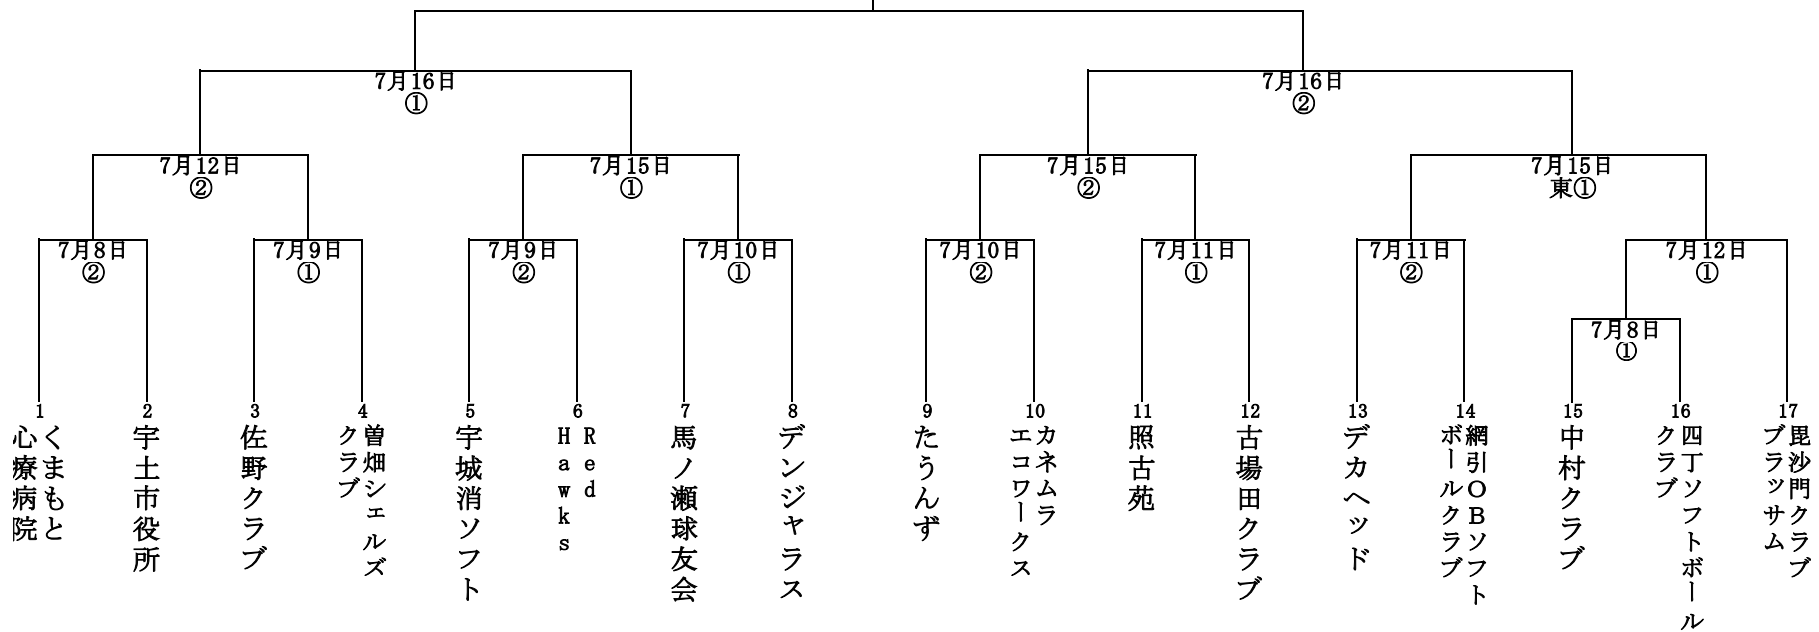 7月16日
①
7月16日
②
7月12日
②
7月15日
①
7月15日
②
7月15日
東①
7月8日
②
7月9日
①
7月9日
②
7月10日
①
7月10日
②
7月11日
①
7月11日
②
7月12日
①
7月8日
①
1
くまもと
心療病院
2
宇土市役所
3
佐野クラブ
4
曽畑シェルズ
クラブ
5
宇城消ソフト
6
Red
Hawks
7
馬ノ瀬球友会
8
デンジャラス
9
たうんず
10
カネムラ
エコワークス
11
照古苑
12
古場田クラブ
13
デカヘッド
14
網引OBソフト
ボールクラブ
15
中村クラブ
16
四丁ソフトボール
クラブ
17
毘沙門クラブ
ブラッサム